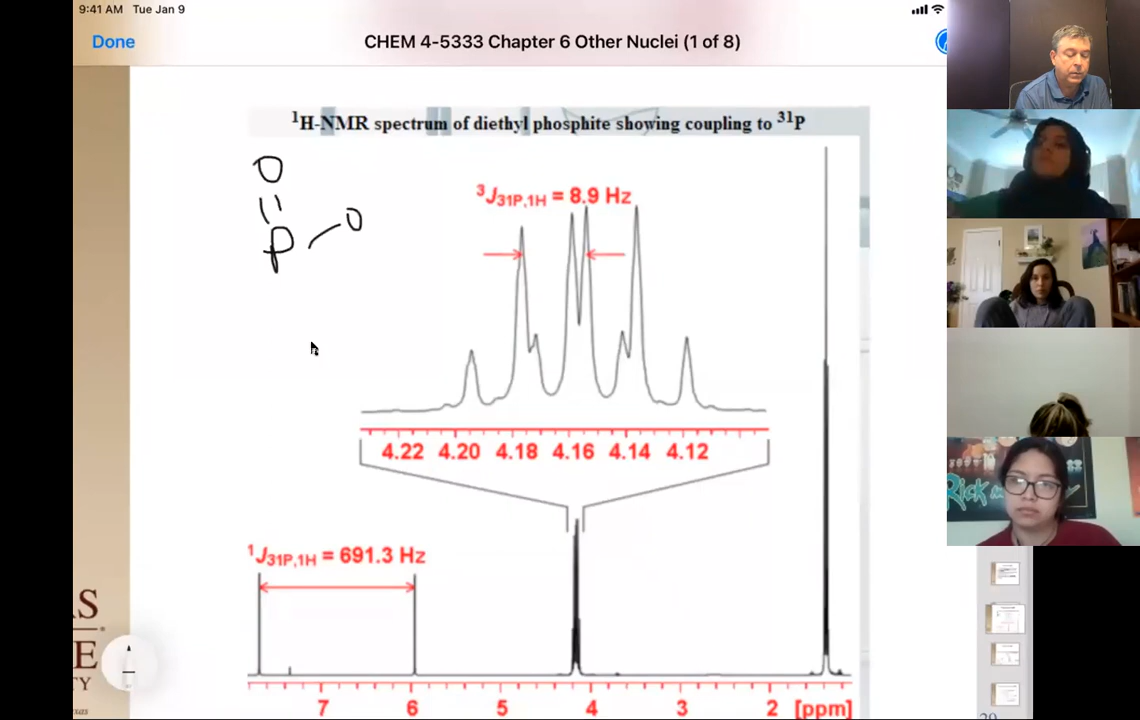 9:41 AM Tue Jan 9
Done
CHEM 4-5333 Chapter 6 Other Nuclei (1 of 8)
¹H-NMR spectrum of diethyl phosphite showing coupling to ³¹P
O
P
O
³J31P,1H = 8.9 Hz
4.22 4.20 4.18 4.16 4.14 4.12
¹J31P,1H = 691.3 Hz
7 6 5 4 3 2 [ppm]
S
E
TY
Rick